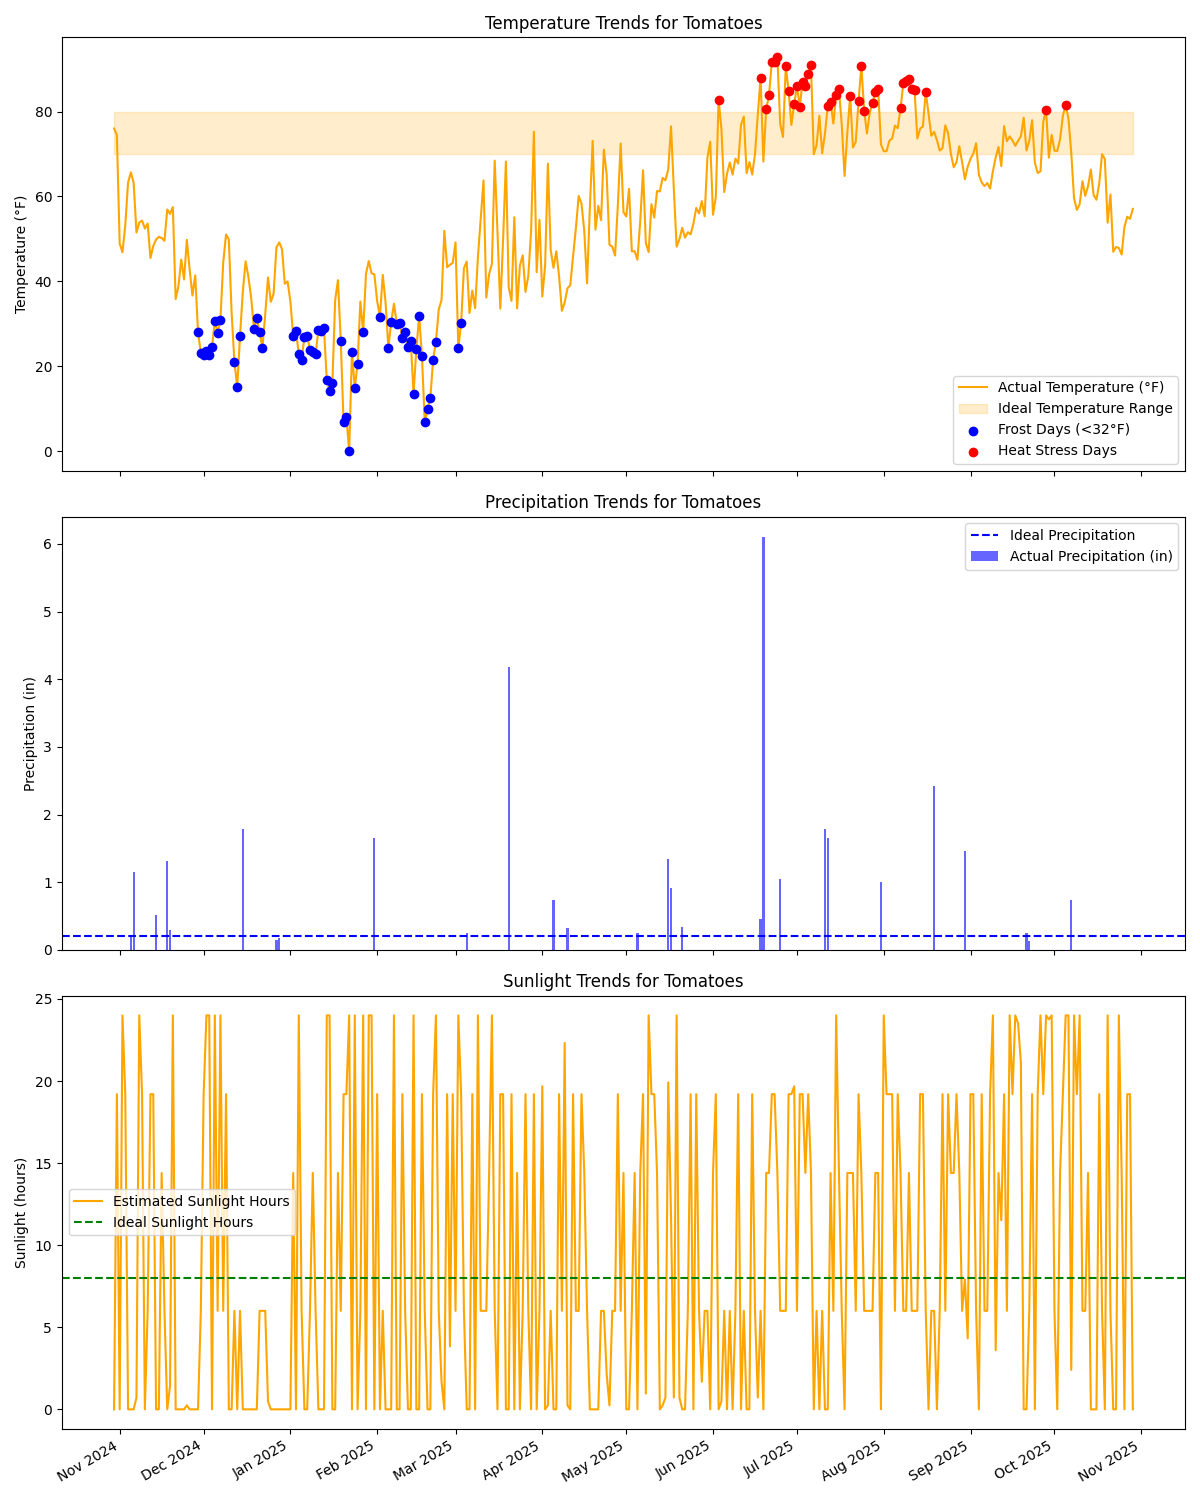 Temperature Trends for Tomatoes
Temperature (°F)
80
60
40
20
0
Actual Temperature (°F)
Ideal Temperature Range
Frost Days (<32°F)
Heat Stress Days
Precipitation Trends for Tomatoes
Precipitation (in)
6
5
4
3
2
1
0
Ideal Precipitation
Actual Precipitation (in)
Sunlight Trends for Tomatoes
Sunlight (hours)
25
20
15
10
5
0
Estimated Sunlight Hours
Ideal Sunlight Hours
Nov 2024
Dec 2024
Jan 2025
Feb 2025
Mar 2025
Apr 2025
May 2025
Jun 2025
Jul 2025
Aug 2025
Sep 2025
Oct 2025
Nov 2025